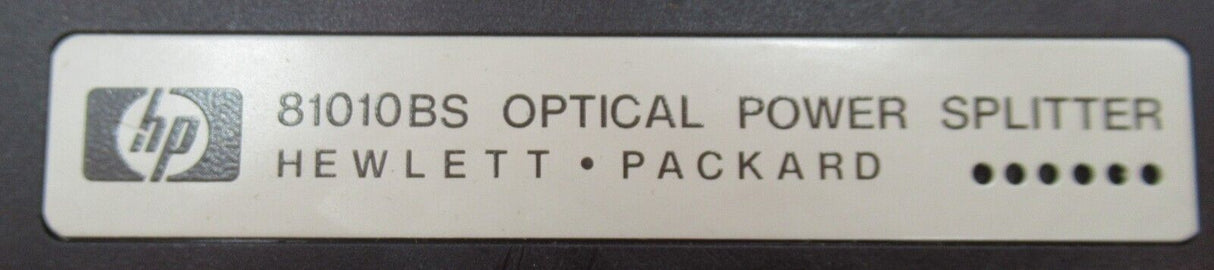 hp
81010BS OPTICAL POWER SPLITTER
HEWLETT • PACKARD